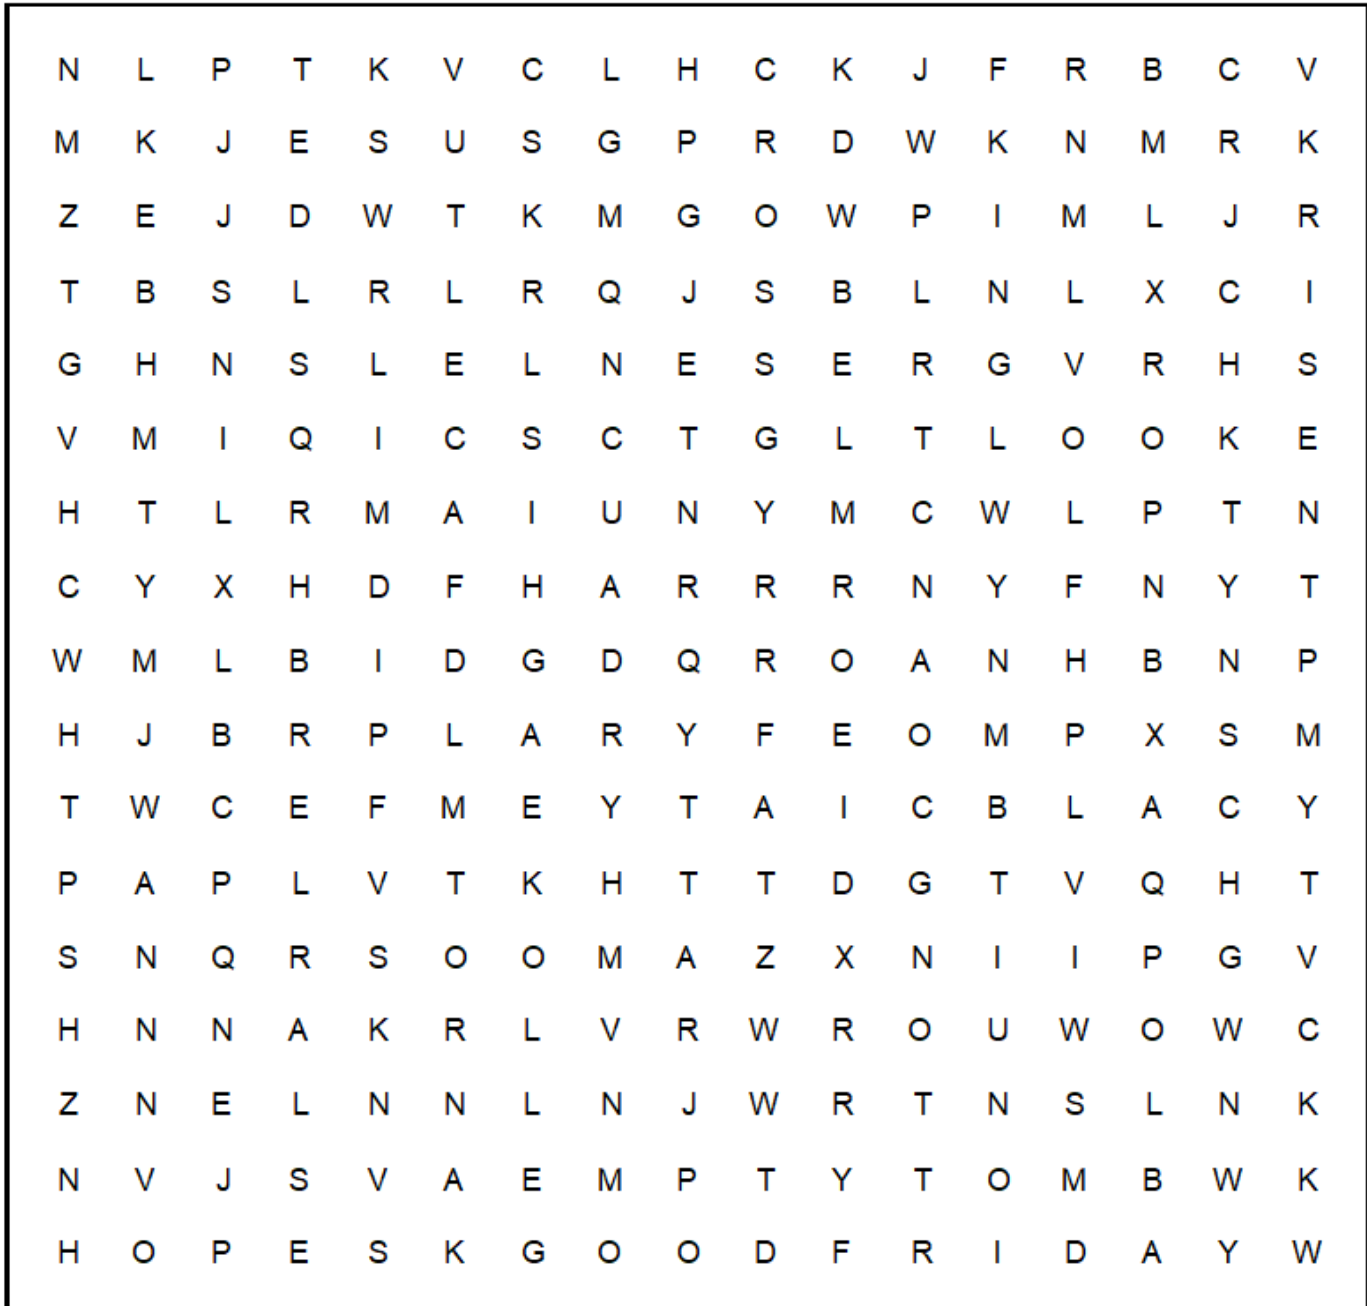 N L P T K V C L H C K J F R B C V
M K J E S U S G P R D W K N M R K
Z E J D W T K M G O W P I M L J R
T B S L R L R Q J S B L N L X C I
G H N S L E L N E S E R G V R H S
V M I Q I C S C T G L T L O O K E
H T L R M A I U N Y M C W L P T N
C Y X H D F H A R R R N Y F N Y T
W M L B I D G D Q R O A N H B N P
H J B R P L A R Y F E O M P X S M
T W C E F M E Y T A I C B L A C Y
P A P L V T K H T T D G T V Q H T
S N Q R S O O M A Z X N I I P G V
H N N A K R L V R W R O U W O W C
Z N E L N N L N J W R T N S L N K
N V J S V A E M P T Y T O M B W K
H O P E S K G O O D F R I D A Y W